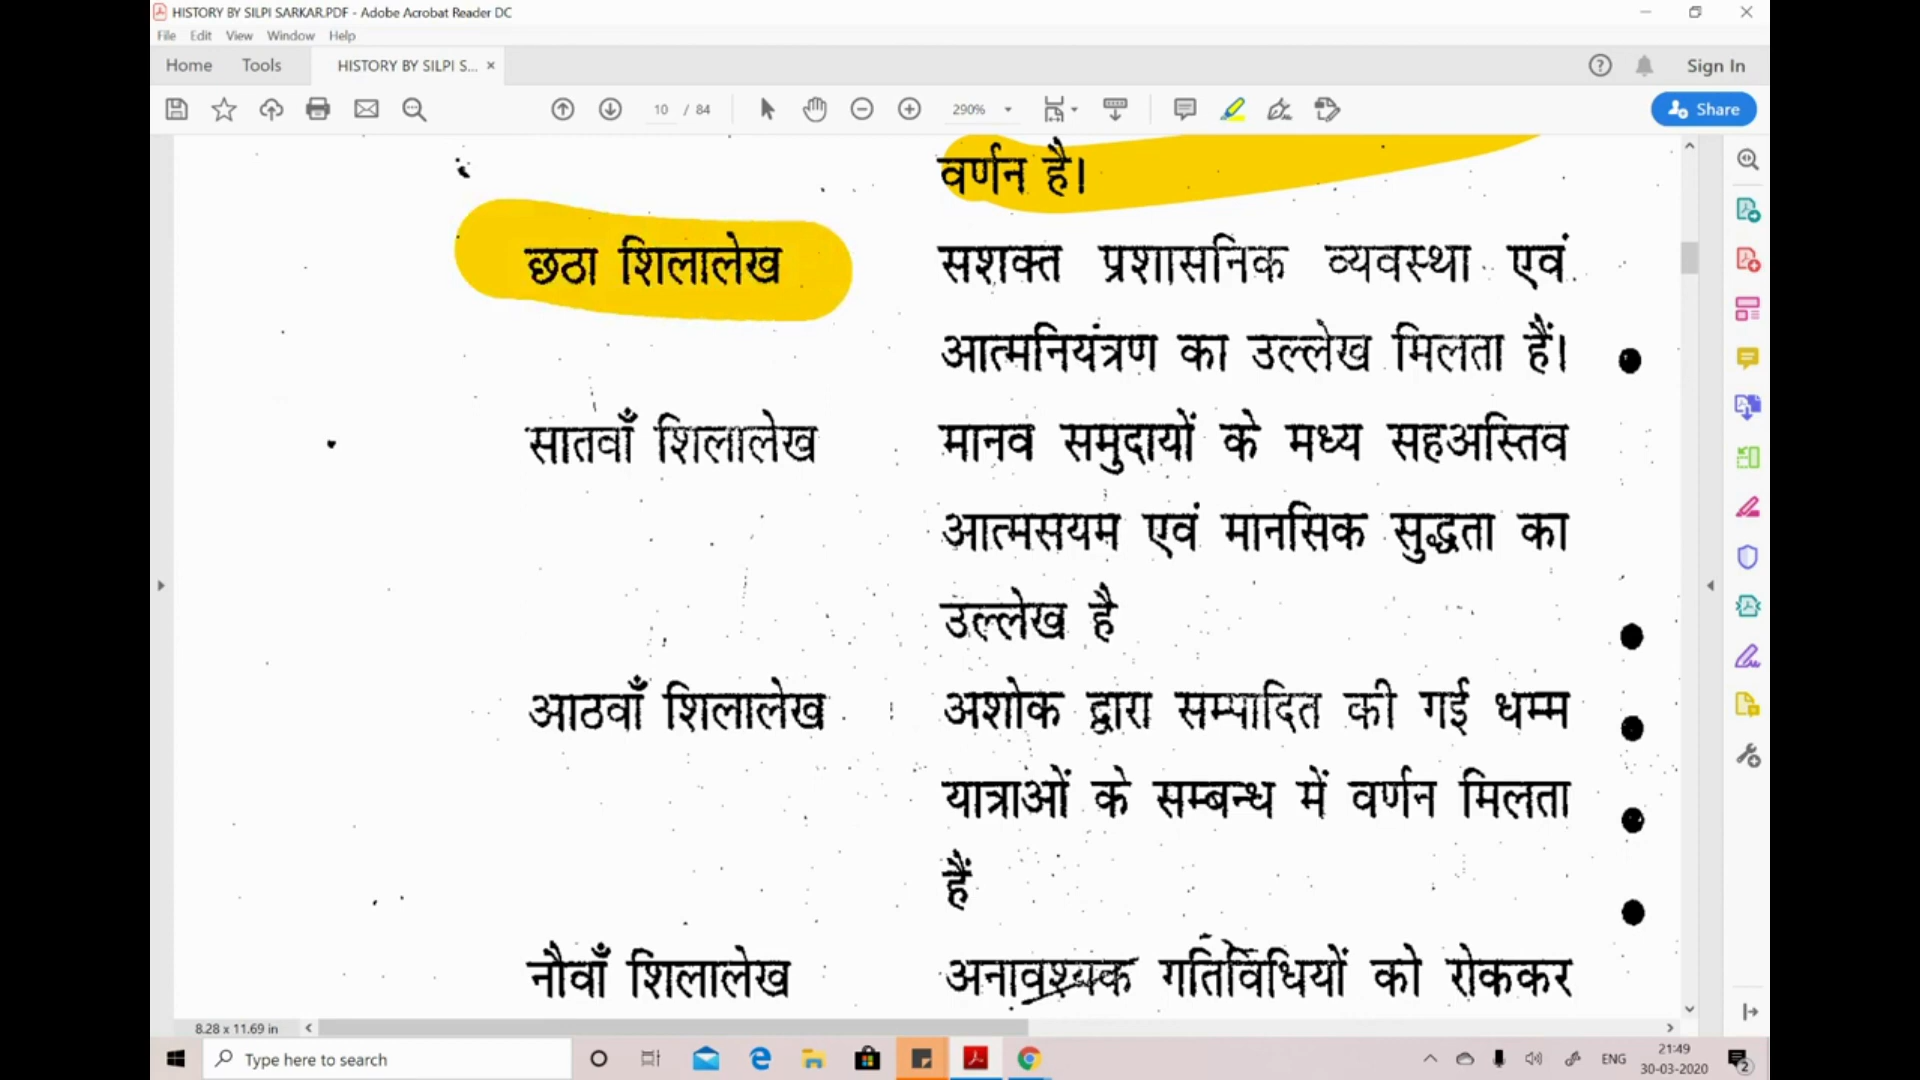 HISTORY BY SILPI SARKAR.PDF - Adobe Acrobat Reader DC
File Edit View Window Help
Home Tools HISTORY BY SILPI S... × Sign In
10 / 84 290% Share
वर्णन है।
छठा शिलालेख सशक्त प्रशासनिक व्यवस्था एवं
आत्मनियंत्रण का उल्लेख मिलता हैं।
सातवाँ शिलालेख मानव समुदायों के मध्य सहअस्तिव
आत्मसयम एवं मानसिक सुद्धता का
उल्लेख है
आठवाँ शिलालेख अशोक द्वारा सम्पादित की गई धम्म
यात्राओं के सम्बन्ध में वर्णन मिलता
हैं
नौवाँ शिलालेख अनावश्यक गतिविधियों को रोककर
8.28 x 11.69 in
Type here to search ENG 21:49
30-03-2020 2